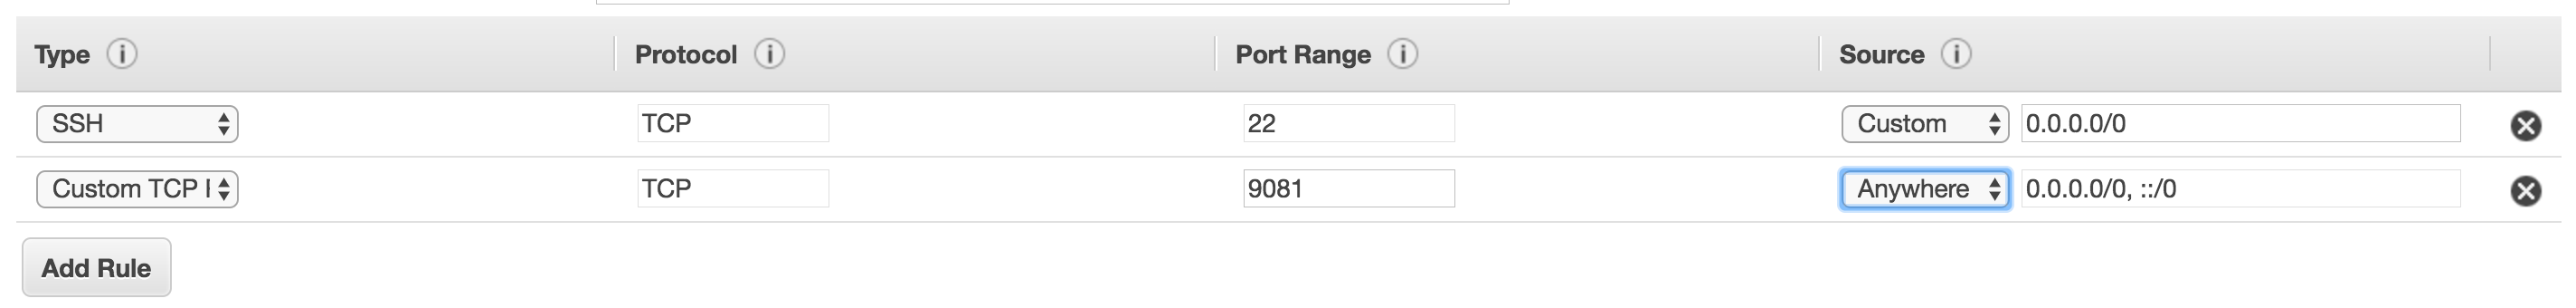 Type Protocol Port Range Source
SSH TCP 22 Custom 0.0.0.0/0
Custom TCP TCP 9081 Anywhere 0.0.0.0/0, ::/0
Add Rule